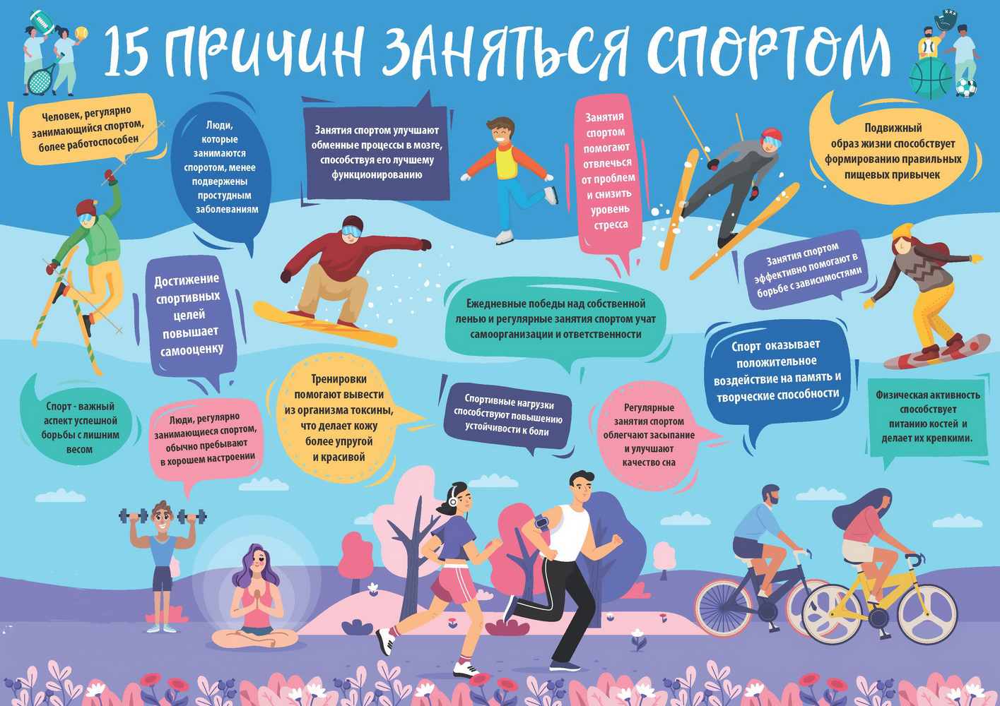 15 ПРИЧИН ЗАНЯТЬСЯ СПОРТОМ
Человек, регулярно
занимающийся спортом,
более работоспособен
Люди,
которые
занимаются
споротом, менее
подвержены
простудным
заболеваниям
Занятия спортом улучшают
обменные процессы в мозге,
способствуя его лучшему
функционированию
Занятия
спортом
помогают
отвлечься
от проблем
и снизить
уровень
стресса
Подвижный
образ жизни способствует
формированию правильных
пищевых привычек
Достижение
спортивных
целей
повышает
самооценку
Ежедневные победы над собственной
ленью и регулярные занятия спортом учат
самоорганизации и ответственности
Занятия спортом
эффективно помогают в
борьбе с зависимостями
Спорт оказывает
положительное
воздействие на память и
творческие способности
Спорт - важный
аспект успешной
борьбы с лишним
весом
Люди, регулярно
занимающиеся спортом,
обычно пребывают
в хорошем настроении
Тренировки
помогают вывести
из организма токсины,
что делает кожу
более упругой
и красивой
Спортивные нагрузки
способствуют повышению
устойчивости к боли
Регулярные
занятия спортом
облегчают засыпание
и улучшают
качество сна
Физическая активность
способствует
питанию костей и
делает их крепкими.